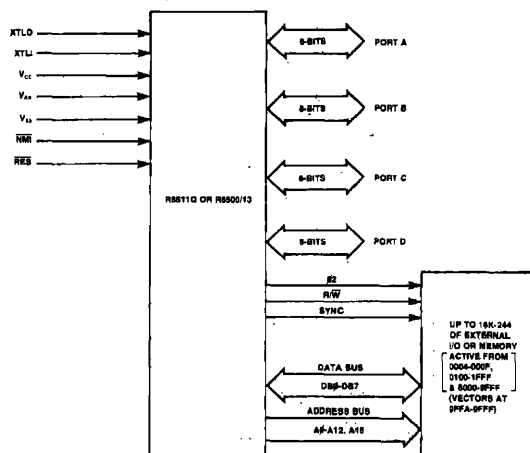 XTLO
XTLI
VCC
VRR
VSS
NMI
RES
R6511Q OR R6500/13
8-BITS PORT A
8-BITS PORT B
8-BITS PORT C
8-BITS PORT D
Ø2
R/W
SYNC
DATA BUS
DBØ-DB7
ADDRESS BUS
AØ-A12, A15
UP TO 16K-244
OF EXTERNAL
I/O OR MEMORY
ACTIVE FROM
0004-000F,
0100-1FFF
& 8000-9FFF
(VECTORS AT
9FFA-9FFF)